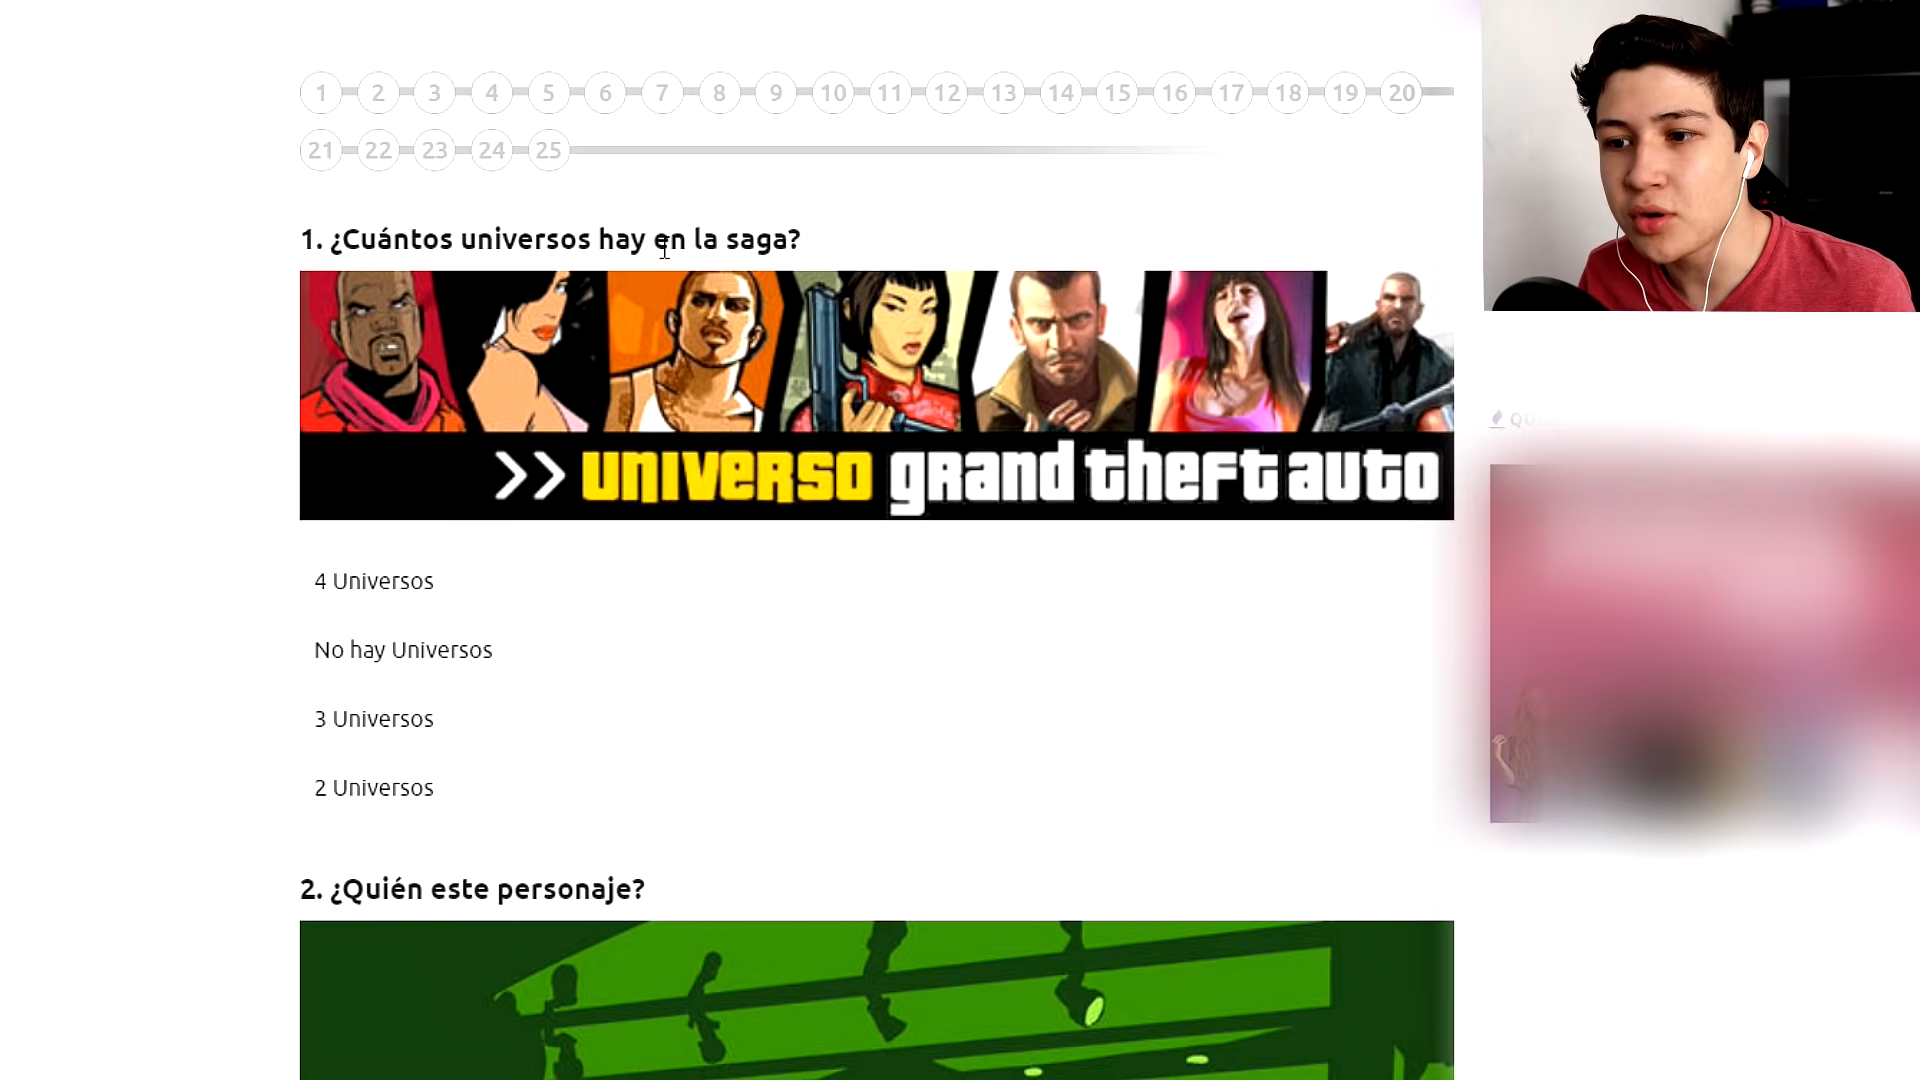 1 2 3 4 5 6 7 8 9 10 11 12 13 14 15 16 17 18 19 20
21 22 23 24 25
1. ¿Cuántos universos hay en la saga?
>> UNIVERSO grand theft auto
QU
4 Universos
No hay Universos
3 Universos
2 Universos
2. ¿Quién este personaje?